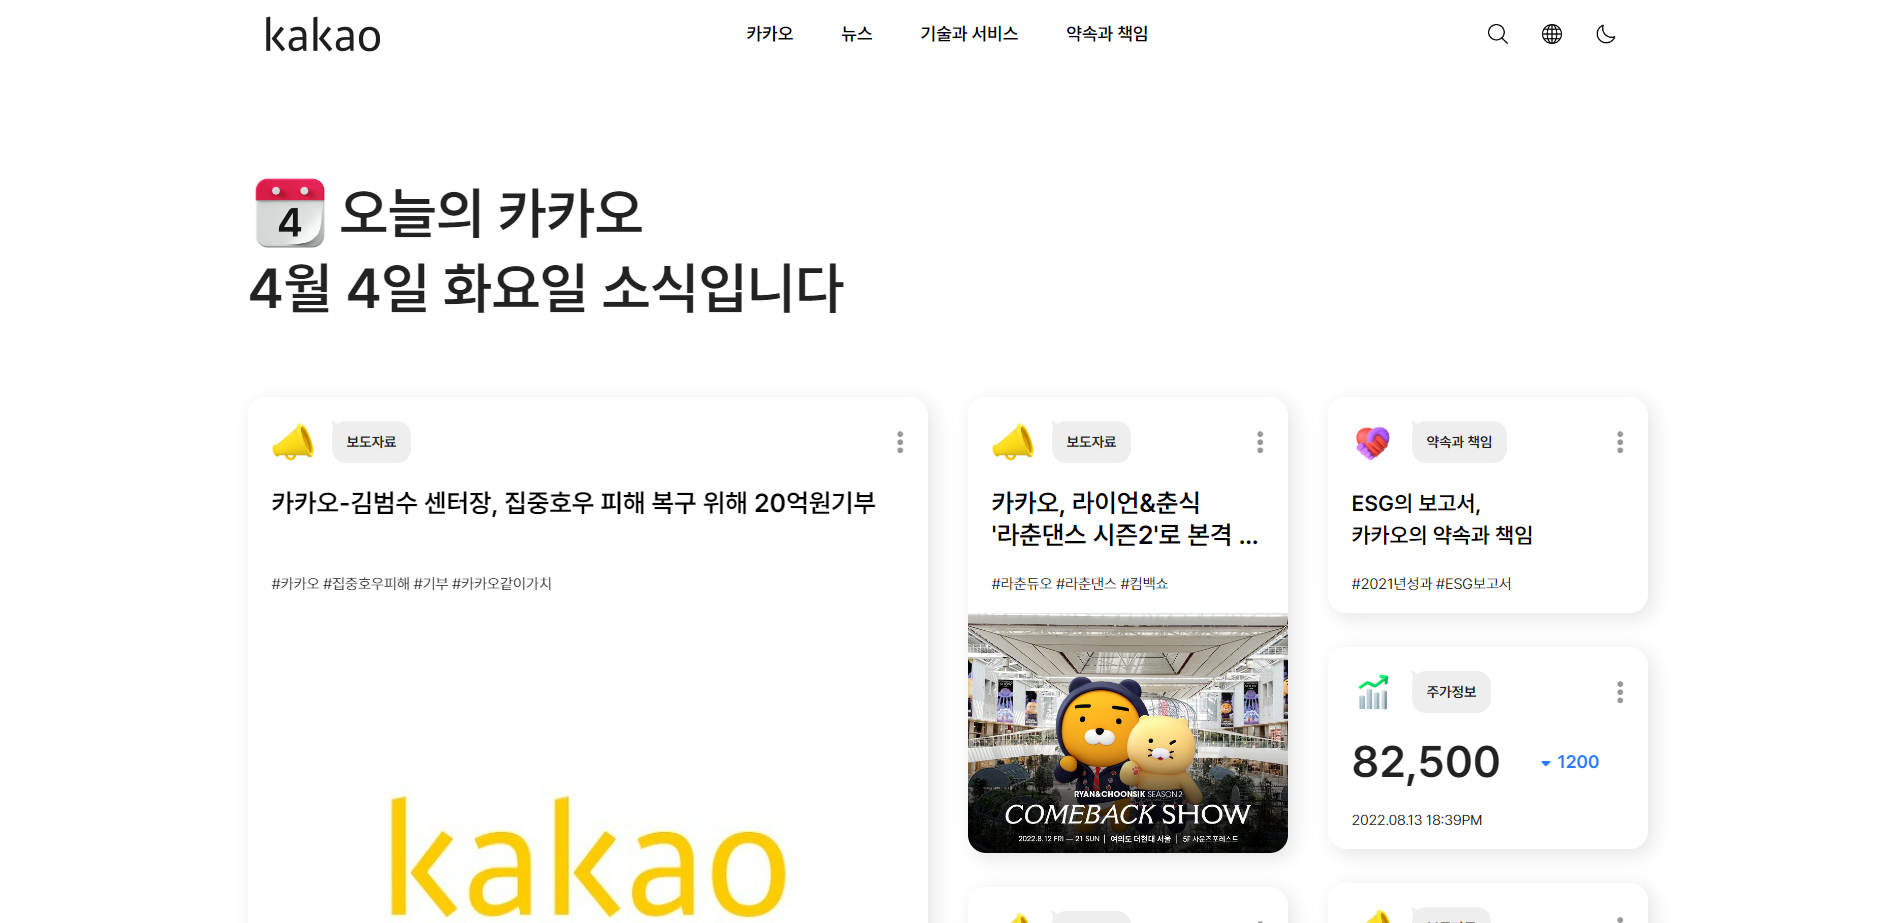 kakao
카카오
뉴스
기술과 서비스
약속과 책임
4 오늘의 카카오
4월 4일 화요일 소식입니다
보도자료
카카오-김범수 센터장, 집중호우 피해 복구 위해 20억원기부
#카카오 #집중호우피해 #기부 #카카오같이가치
kakao
보도자료
카카오, 라이언&춘식
'라춘댄스 시즌2'로 본격 ...
#라춘듀오 #라춘댄스 #컴백쇼
RYAN&CHOONSIK SEASON2
COMEBACK SHOW
2022.8.12 FRI — 21 SUN | 여의도 더현대 서울 | 5F 사운즈포레스트
약속과 책임
ESG의 보고서,
카카오의 약속과 책임
#2021년성과 #ESG보고서
주가정보
82,500
1200
2022.08.13 18:39PM